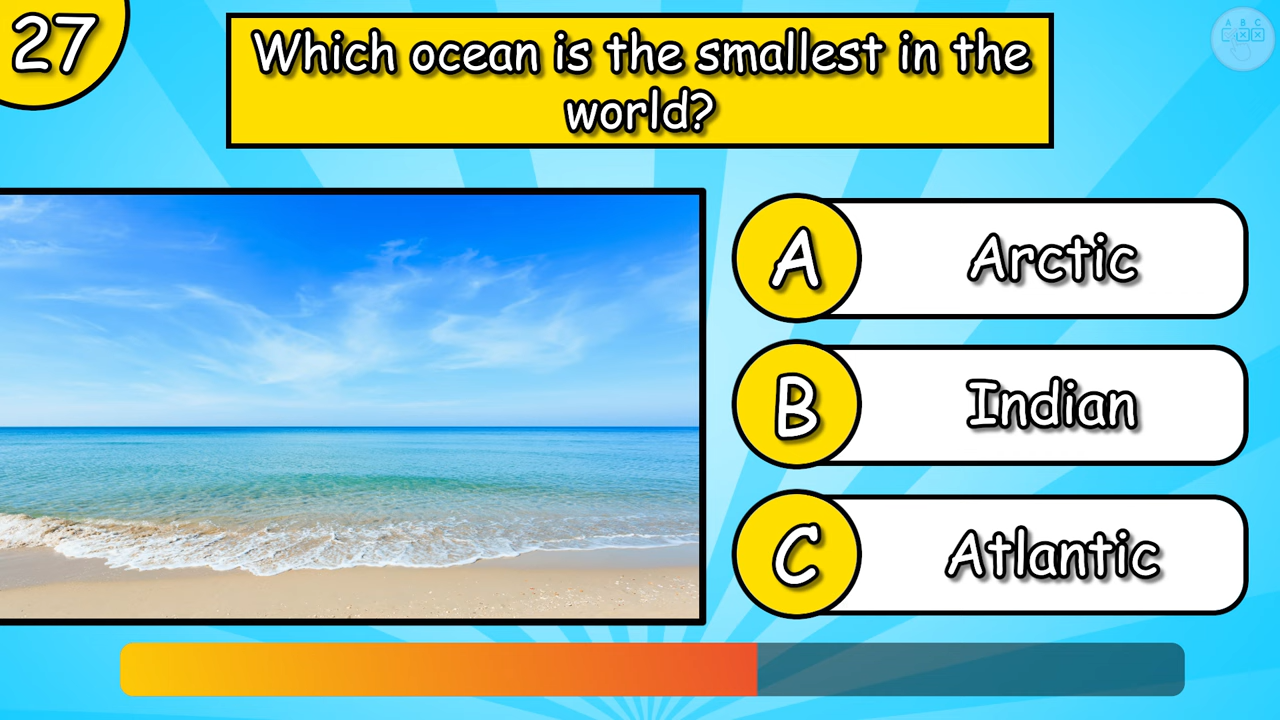 27
Which ocean is the smallest in the
world?
A B C
A Arctic
B Indian
C Atlantic